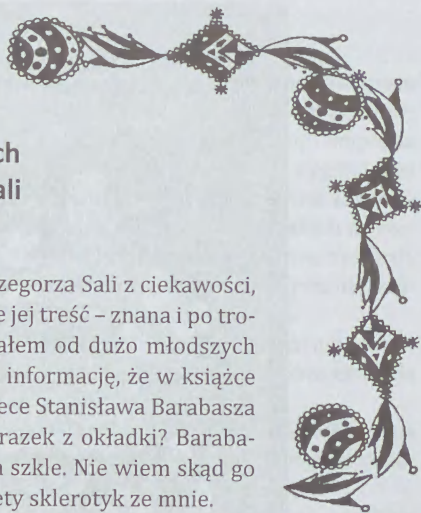 ch
ali
zegorza Sali z ciekawości,
e jej treść – znana i po tro-
ałem od dużo młodszych
informację, że w książce
ece Stanisława Barabasza
razek z okładki? Baraba-
szkle. Nie wiem skąd go
ety sklerotyk ze mnie.